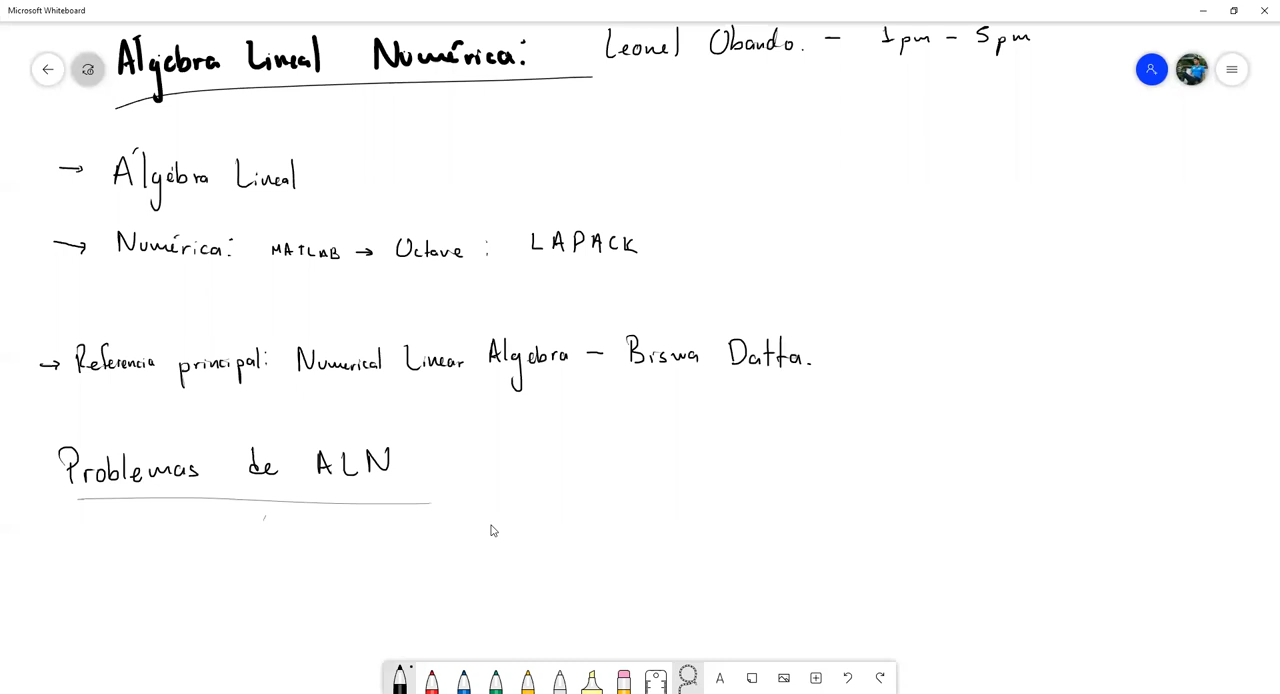 Microsoft Whiteboard
Álgebra Lineal Numérica: Leonel Obando. - 1pm - 5pm
→ Álgebra Lineal
→ Numérica: MATLAB → Octave : LAPACK
→ Referencia principal: Numerical Linear Algebra - Biswa Datta.
Problemas de ALN
A